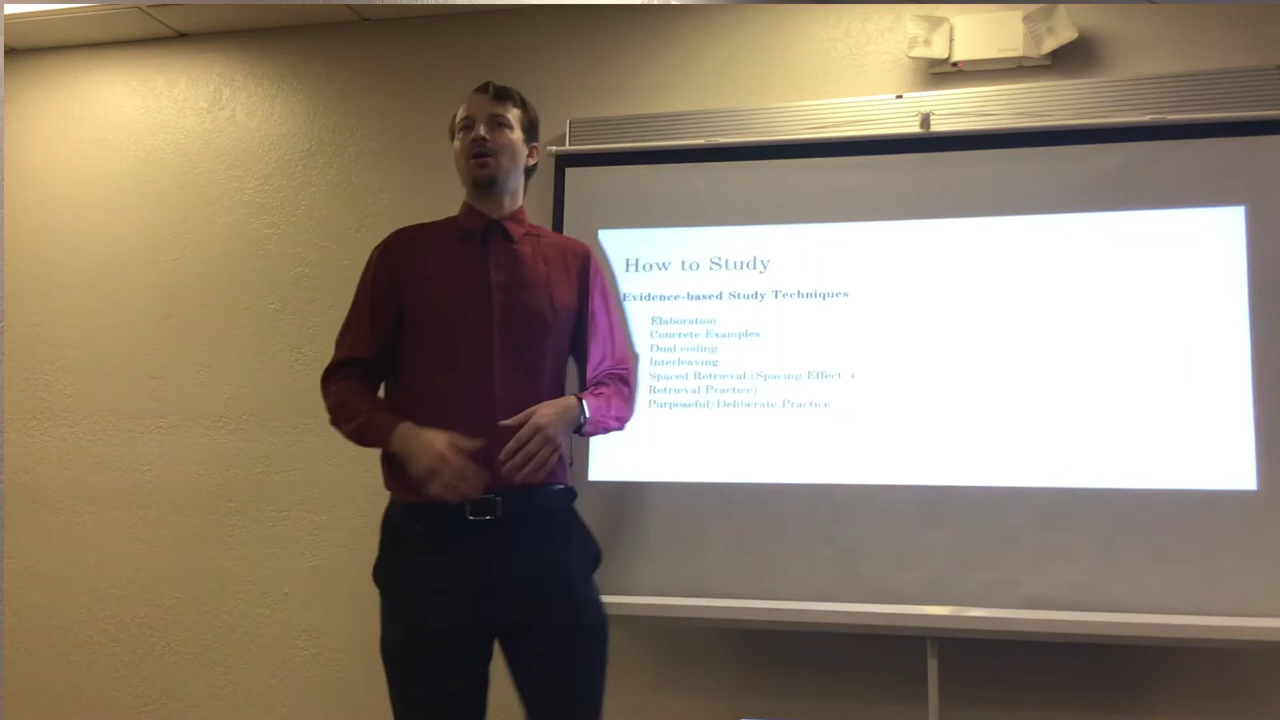 How to Study
Evidence-based Study Techniques
Elaboration
Concrete Examples
Dual coding
Interleaving
Spaced Retrieval (Spacing Effect +
Retrieval Practice)
Purposeful/Deliberate Practice